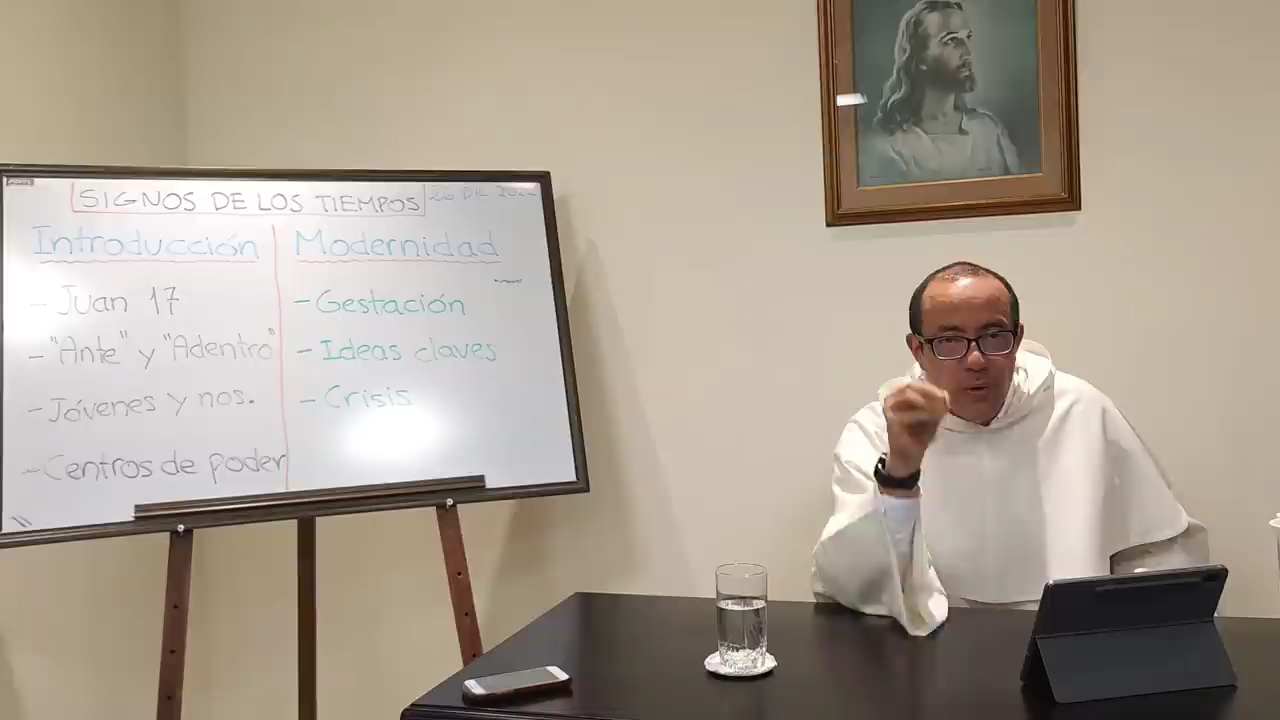 SIGNOS DE LOS TIEMPOS
Introducción
- Juan 17
- "Ante" y "Adentro"
- Jóvenes y nos.
- Centros de poder
Modernidad
- Gestación
- Ideas claves
- Crisis